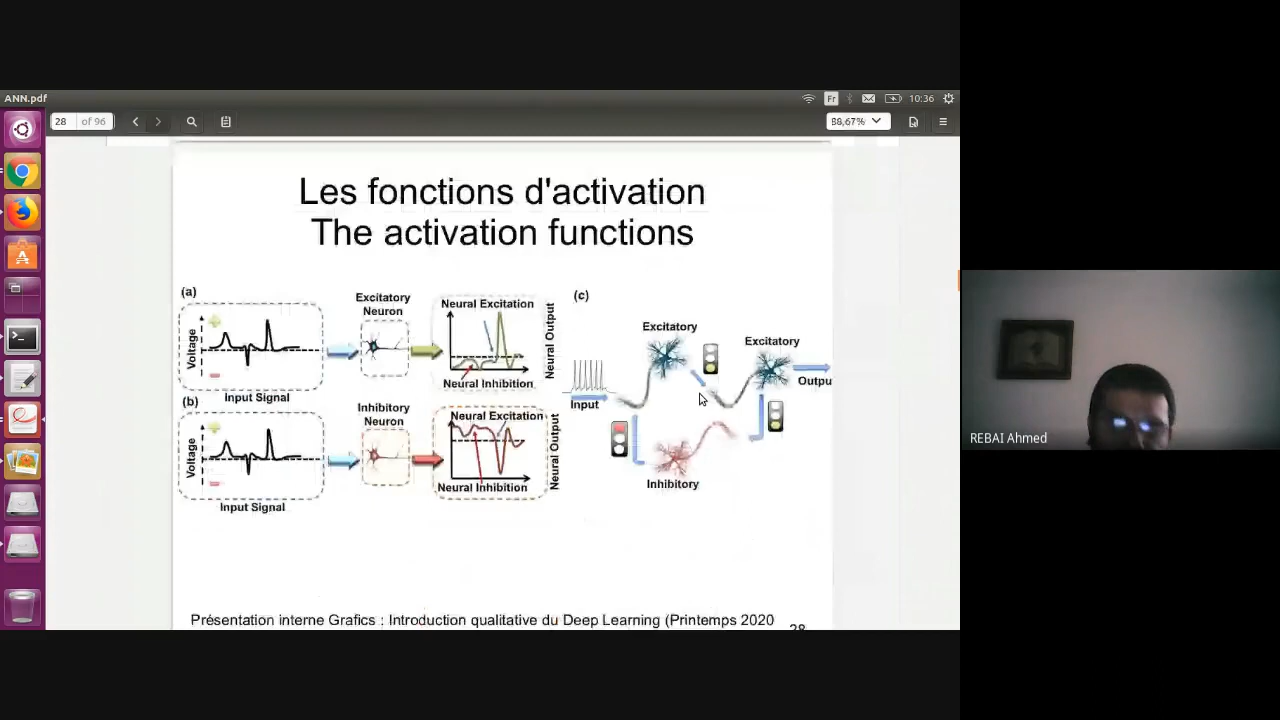 ANN.pdf
Fr
10:36
28 of 96
88,67%
Les fonctions d'activation
The activation functions
(a)
Voltage
Input Signal
Excitatory
Neuron
Neural Excitation
Neural Inhibition
Neural Output
(b)
Voltage
Input Signal
Inhibitory
Neuron
Neural Excitation
Neural Inhibition
Neural Output
(c)
Input
Excitatory
Inhibitory
Excitatory
Outpu
Présentation interne Grafics : Introduction qualitative du Deep Learning (Printemps 2020
28
REBAI Ahmed